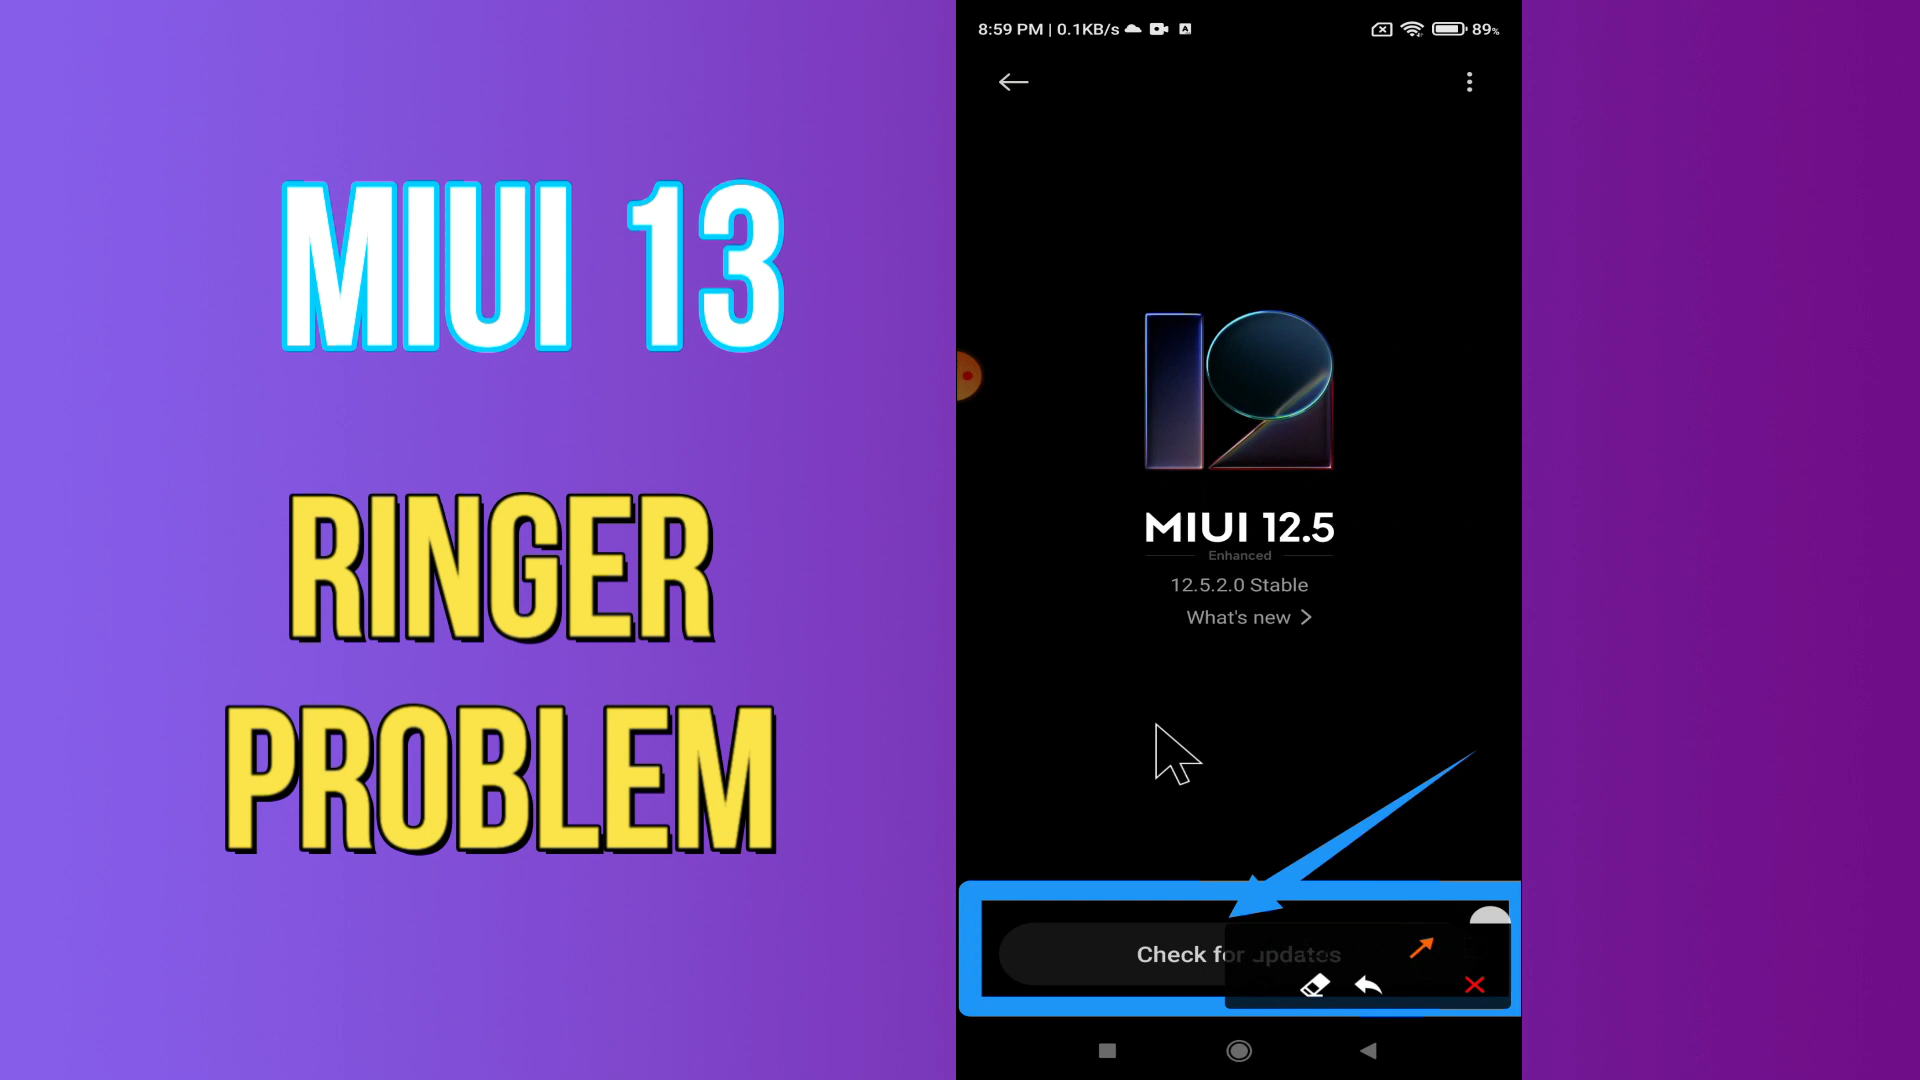 MIUI 13
RINGER
PROBLEM
8:59 PM | 0.1KB/s
89%
MIUI 12.5
Enhanced
12.5.2.0 Stable
What's new
Check for updates